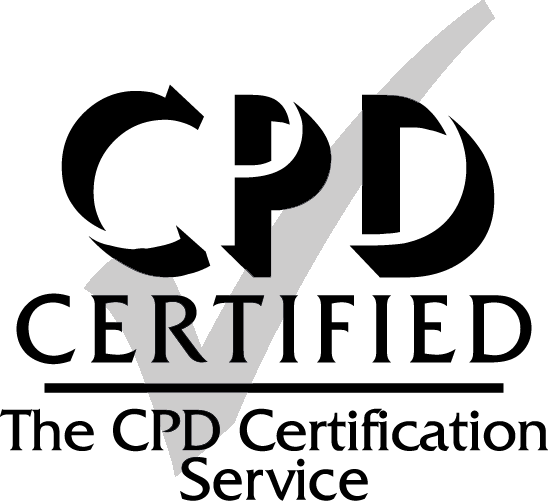 CPD
CERTIFIED
The CPD Certification
Service